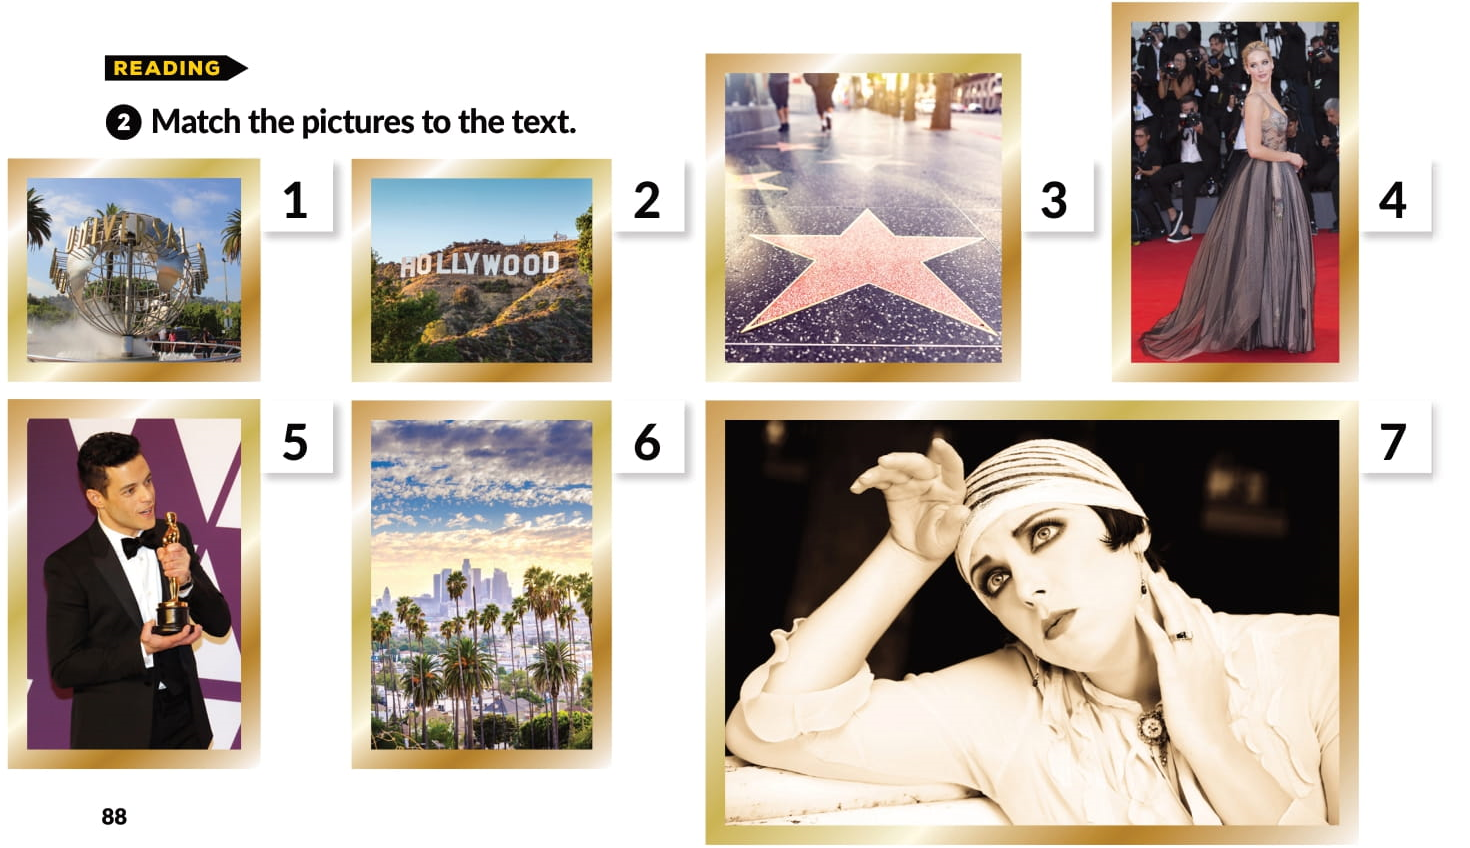 READING
2 Match the pictures to the text.
1
2
3
4
HOLLYWOOD
5
6
7
88